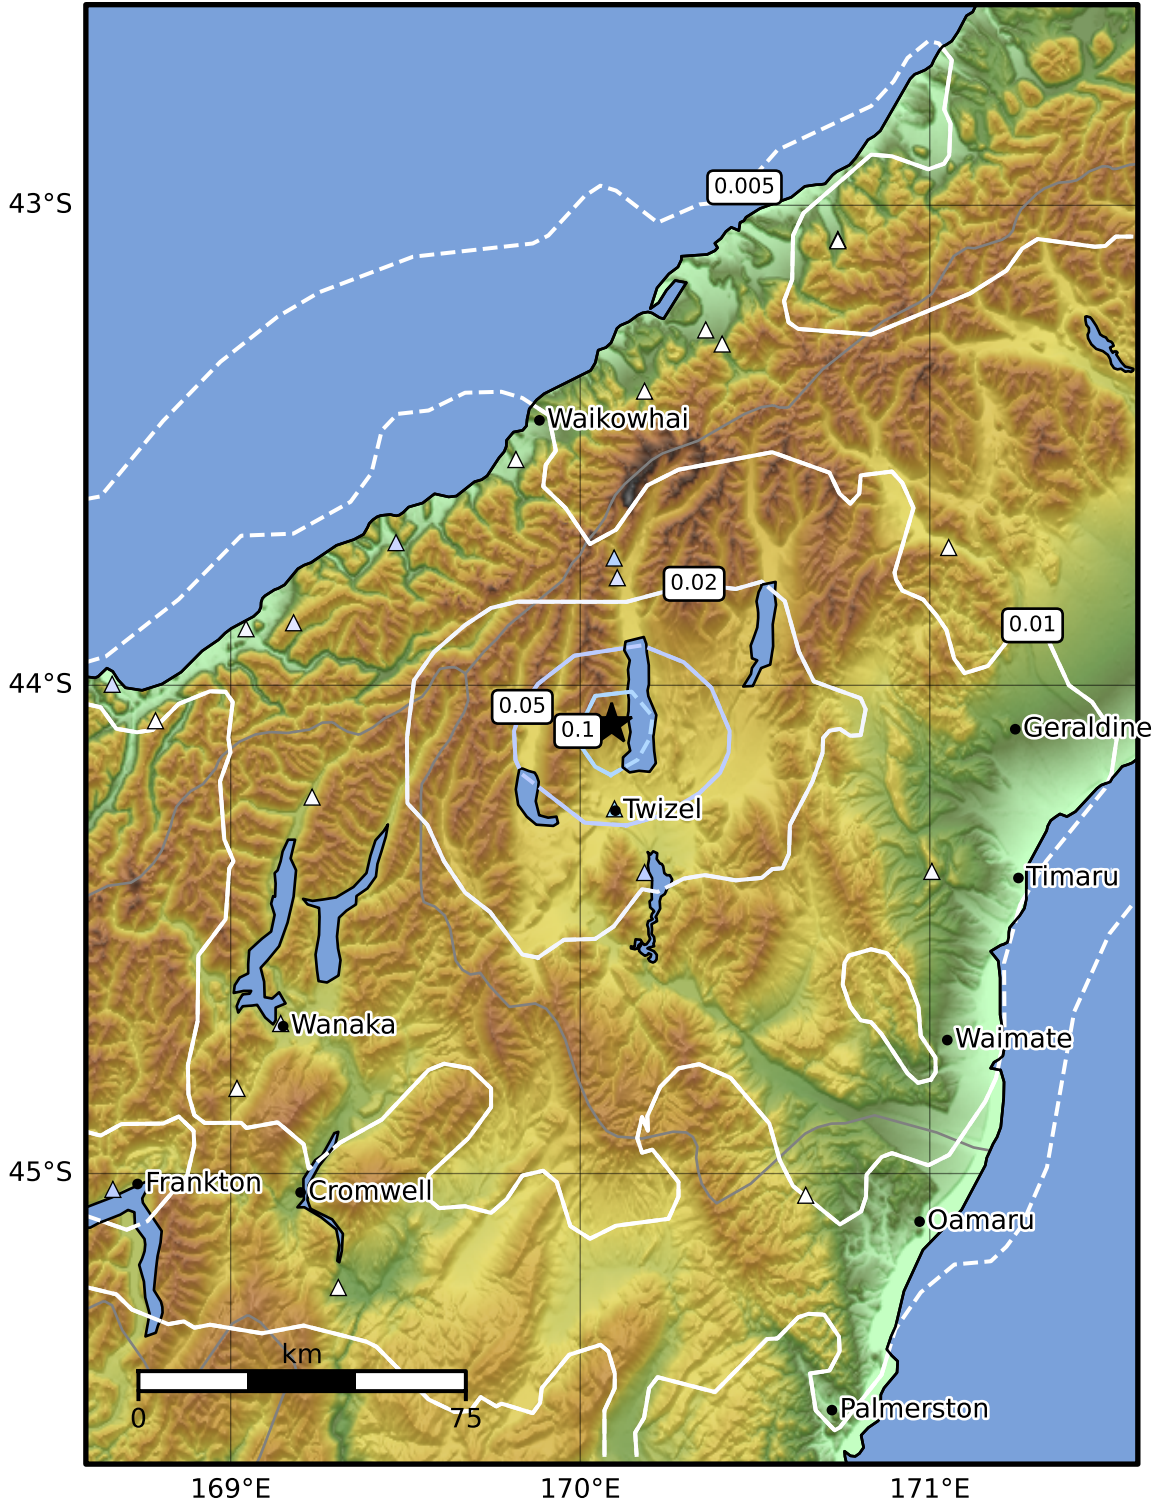 0.005
43°S
Waikowhai
0.02
0.01
44°S
0.05
0.1
Geraldine
Twizel
Timaru
Wanaka
Waimate
45°S
Frankton
Cromwell
Oamaru
km
0
75
Palmerston
169°E
170°E
171°E